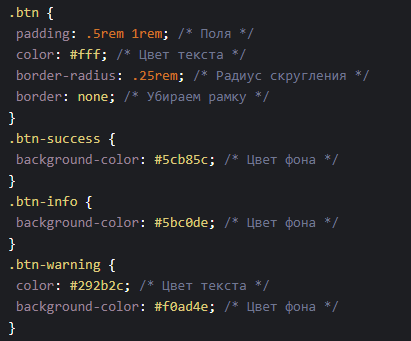 .btn {
padding: .5rem 1rem; /* Поля */
color: #fff; /* Цвет текста */
border-radius: .25rem; /* Радиус скругления */
border: none; /* Убираем рамку */
}
.btn-success {
background-color: #5cb85c; /* Цвет фона */
}
.btn-info {
background-color: #5bc0de; /* Цвет фона */
}
.btn-warning {
color: #292b2c; /* Цвет текста */
background-color: #f0ad4e; /* Цвет фона */
}